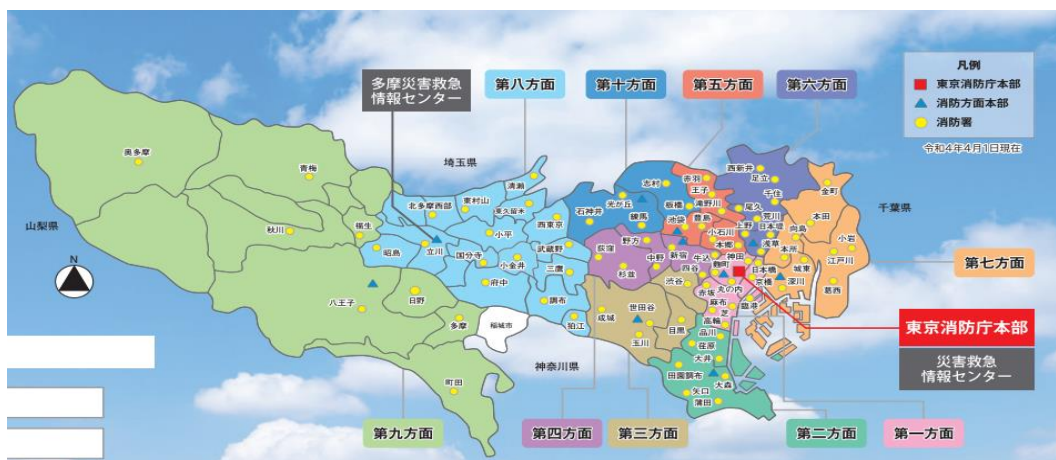 凡例
東京消防庁本部
消防方面本部
消防署
令和4年4月1日現在
多摩災害救急
情報センター
第八方面
第十方面
第五方面
第六方面
埼玉県
山梨県
千葉県
神奈川県
N
奥多摩
青梅
秋川
福生
八王子
日野
多摩
町田
稲城市
清瀬
北多摩西部
東村山
東久留米
西東京
小平
昭島
立川
国分寺
小金井
武蔵野
三鷹
府中
調布
狛江
志村
光が丘
石神井
練馬
赤羽
王子
板橋
滝野川
池袋
豊島
小石川
本郷
西新井
足立
千住
尾久
荒川
上野
日本堤
浅草
金町
本田
向島
小岩
本所
江戸川
城東
深川
葛西
荻窪
野方
中野
杉並
新宿
牛込
四谷
渋谷
世田谷
成城
玉川
目黒
神田
麹町
日本橋
京橋
丸の内
赤坂
麻布
芝
臨港
高輪
品川
荏原
大井
田園調布
大森
矢口
蒲田
第七方面
東京消防庁本部
災害救急
情報センター
第九方面
第四方面
第三方面
第二方面
第一方面